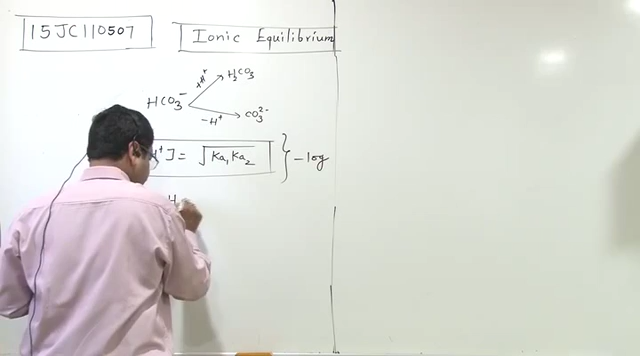 15JC110507
Ionic Equilibrium
+H⁺
H₂CO₃
HCO₃⁻
-H⁺
CO₃²⁻
H⁺] = √Ka₁Ka₂ } -log
H